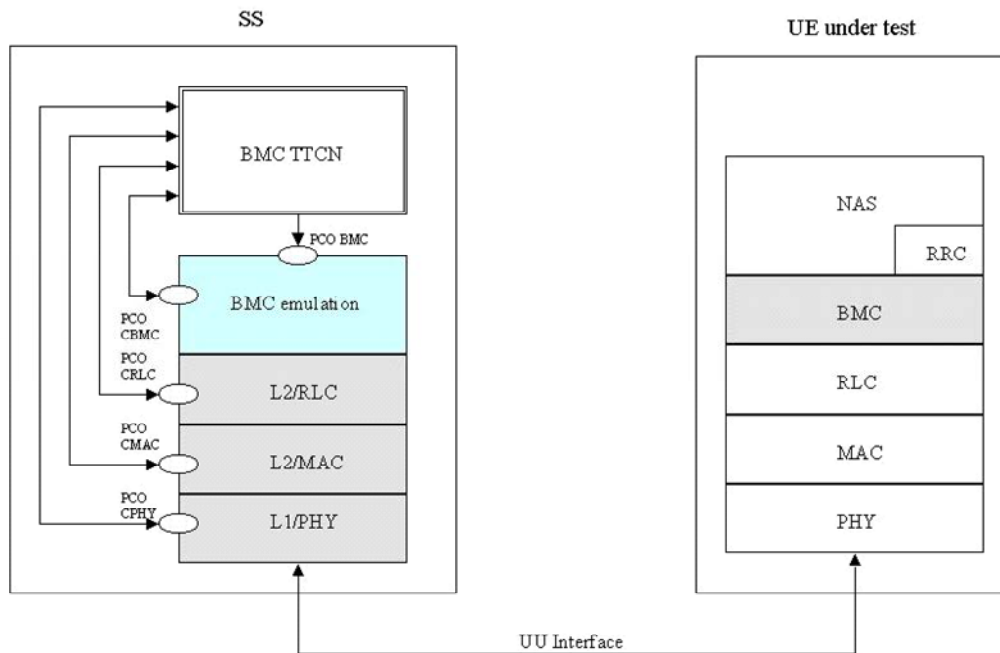 SS
UE under test
BMC TTCN
PCO BMC
BMC emulation
PCO
CBMC
PCO
CRLC
L2/RLC
PCO
CMAC
L2/MAC
PCO
CPHY
L1/PHY
NAS
RRC
BMC
RLC
MAC
PHY
UU Interface